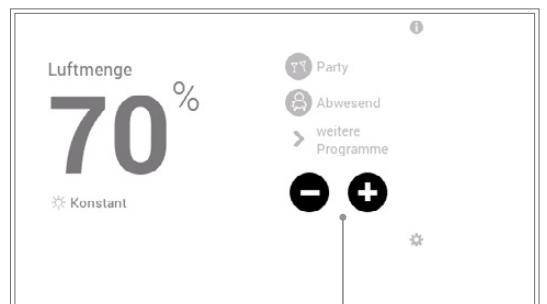 Luftmenge
70%
Konstant
Party
Abwesend
weitere
Programme